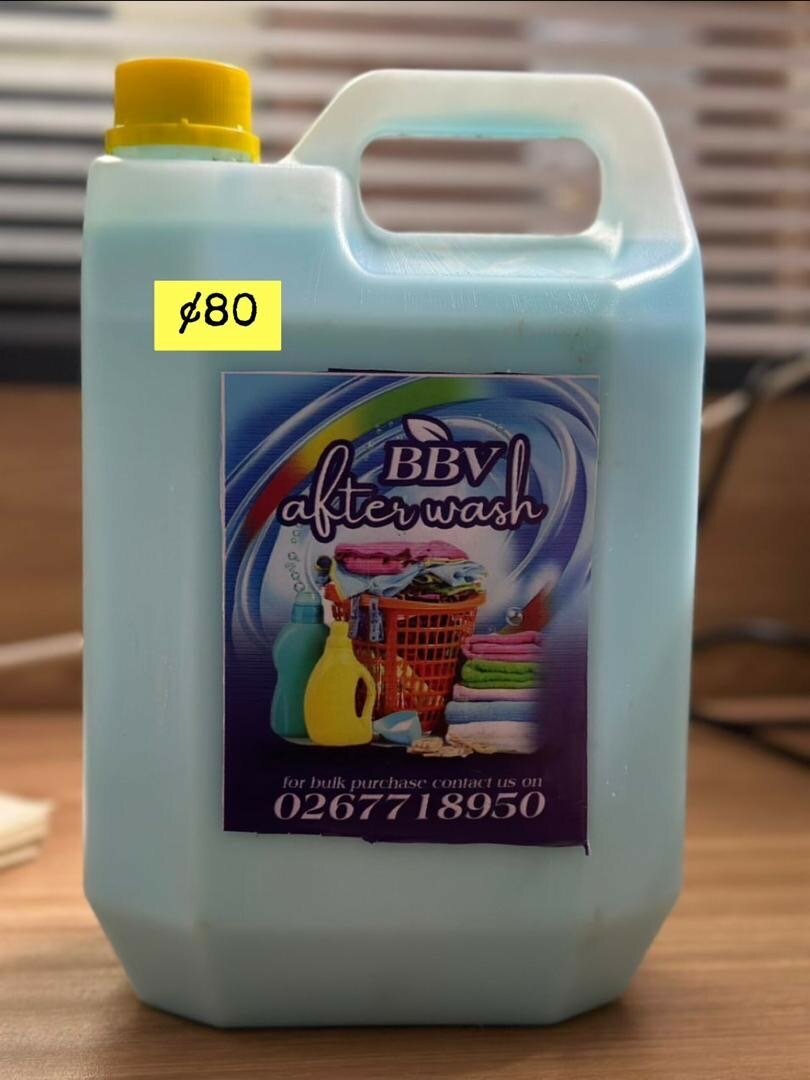 ¢80
BBV
after wash
for bulk purchase contact us on
0267718950